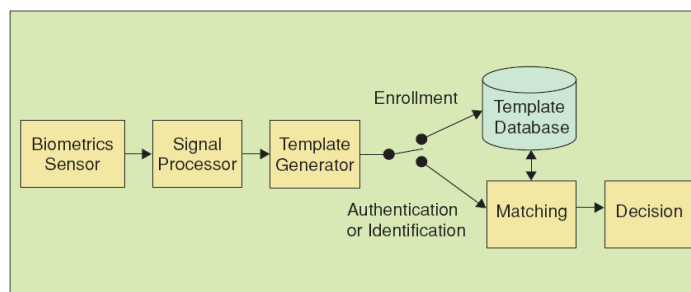 Biometrics
Sensor
Signal
Processor
Template
Generator
Enrollment
Template
Database
Authentication
or Identification
Matching
Decision